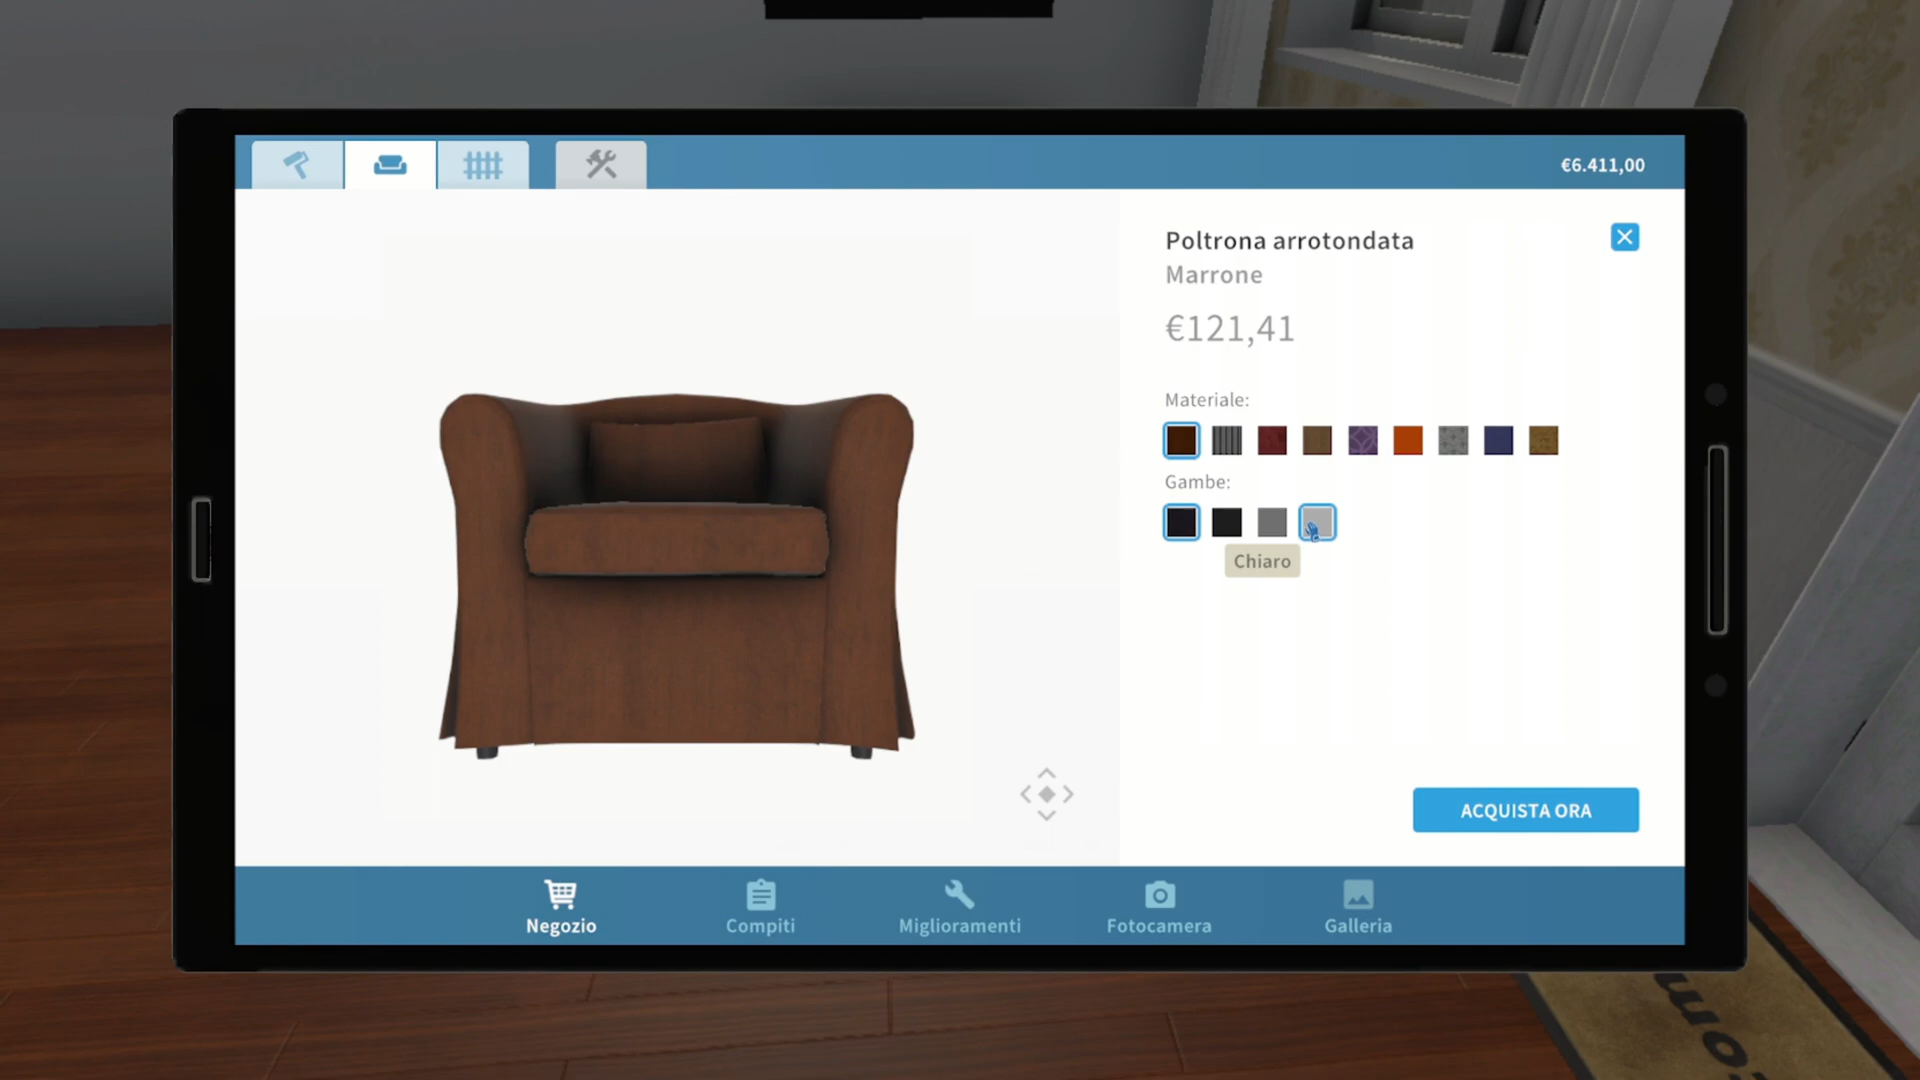 €6.411,00
Poltrona arrotondata
Marrone
€121,41
Materiale:
Gambe:
Chiaro
ACQUISTA ORA
Negozio
Compiti
Miglioramenti
Fotocamera
Galleria